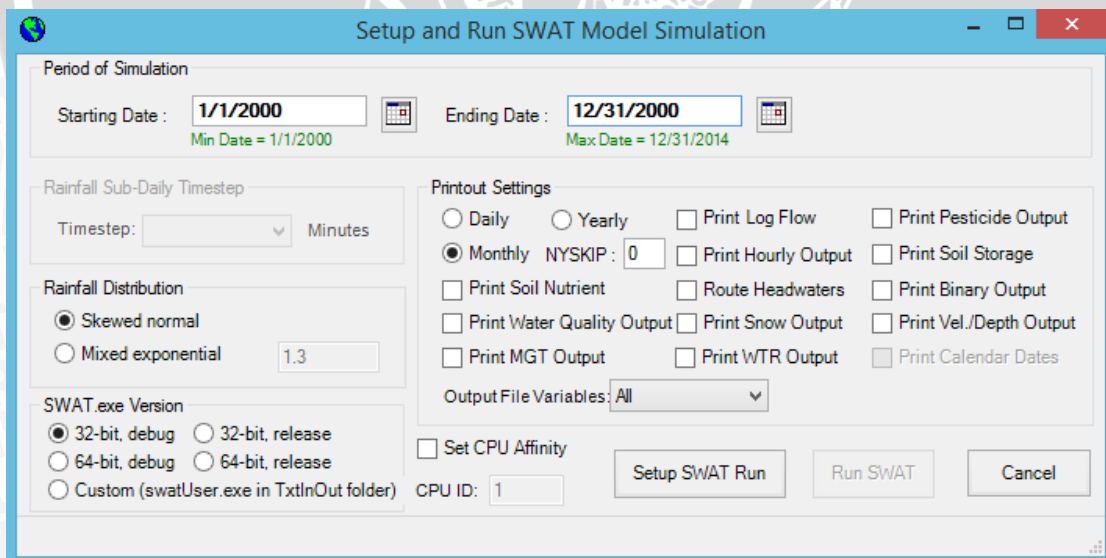 Setup and Run SWAT Model Simulation
Period of Simulation
Starting Date : 1/1/2000 Ending Date : 12/31/2000
Min Date = 1/1/2000 Max Date = 12/31/2014
Rainfall Sub-Daily Timestep
Timestep: Minutes
Rainfall Distribution
Skewed normal
Mixed exponential 1.3
SWAT.exe Version
32-bit, debug 32-bit, release
64-bit, debug 64-bit, release
Custom (swatUser.exe in TxtInOut folder)
Printout Settings
Daily Yearly Print Log Flow Print Pesticide Output
Monthly NYSKIP : 0 Print Hourly Output Print Soil Storage
Print Soil Nutrient Route Headwaters Print Binary Output
Print Water Quality Output Print Snow Output Print Vel./Depth Output
Print MGT Output Print WTR Output Print Calendar Dates
Output File Variables: All
Set CPU Affinity
CPU ID: 1
Setup SWAT Run Run SWAT Cancel